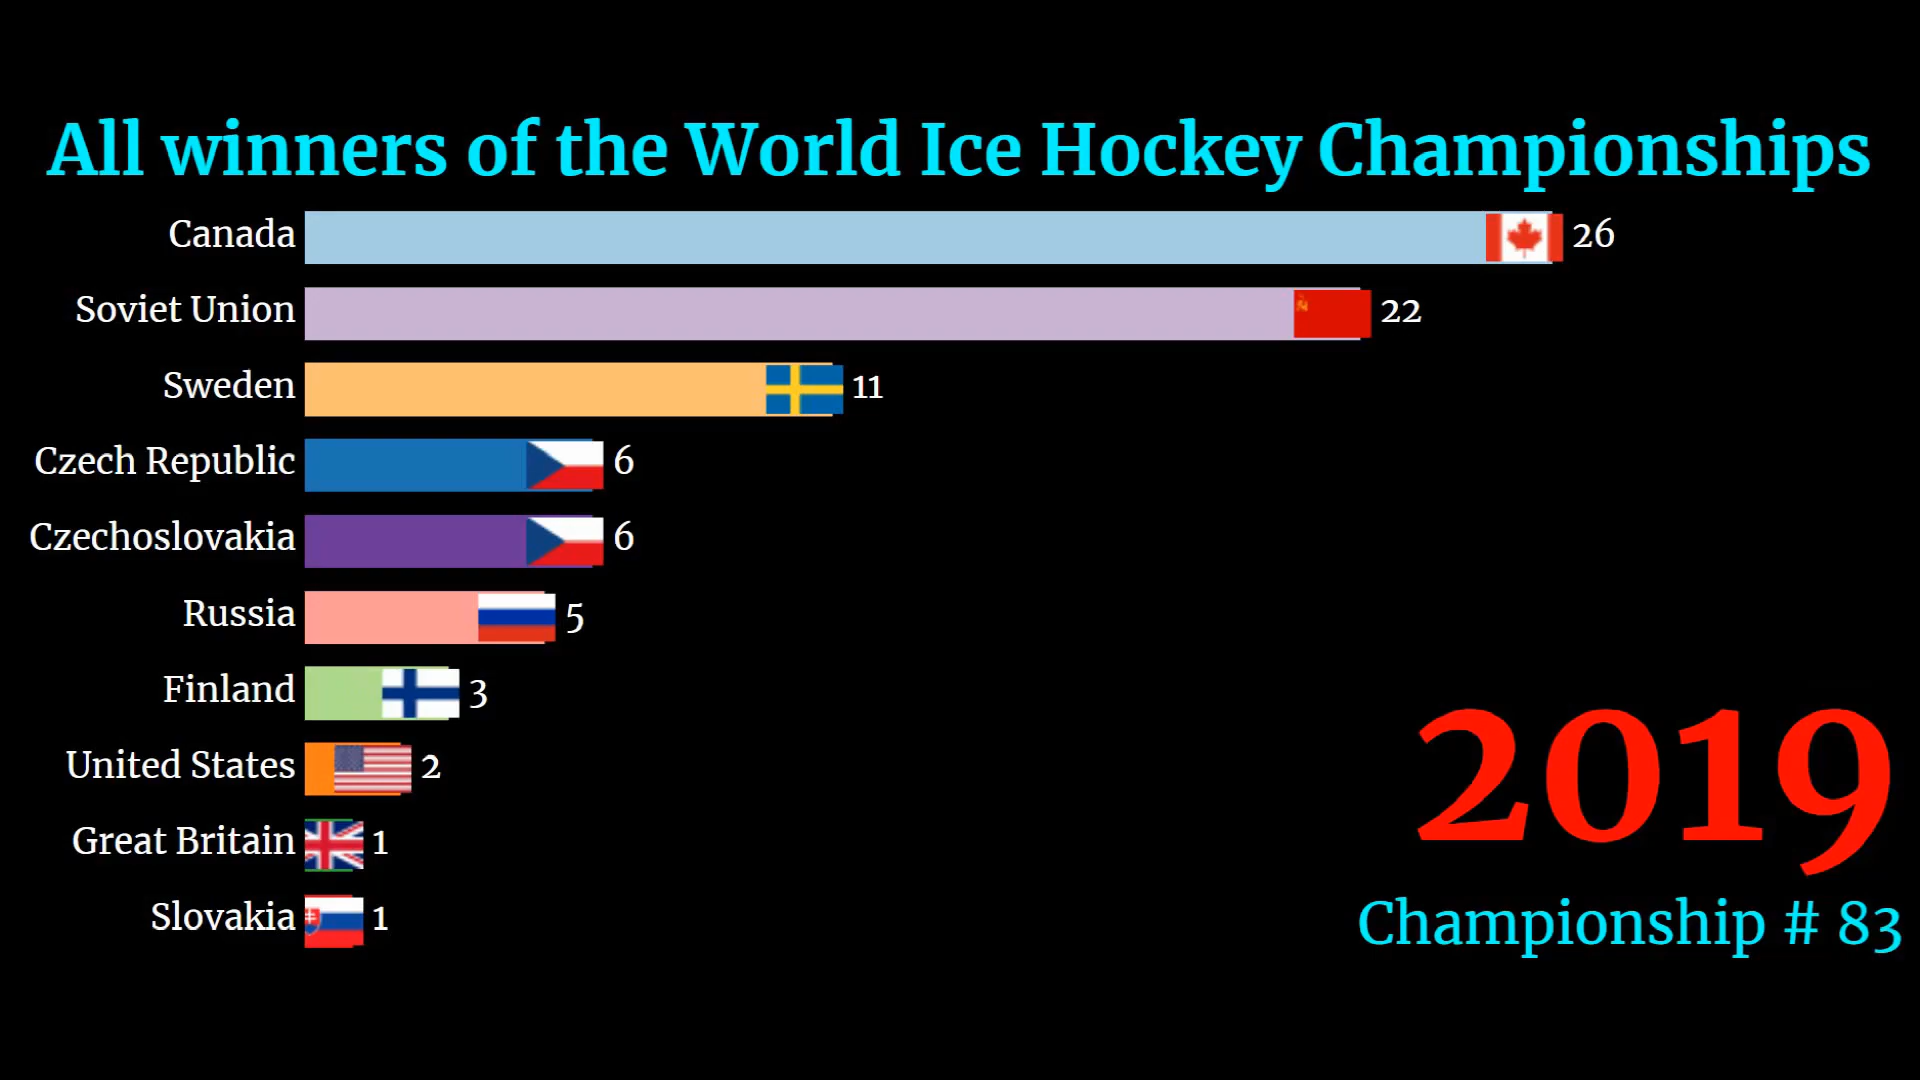 All winners of the World Ice Hockey Championships
Canada 26
Soviet Union 22
Sweden 11
Czech Republic 6
Czechoslovakia 6
Russia 5
Finland 3
United States 2
Great Britain 1
Slovakia 1
2019
Championship # 83